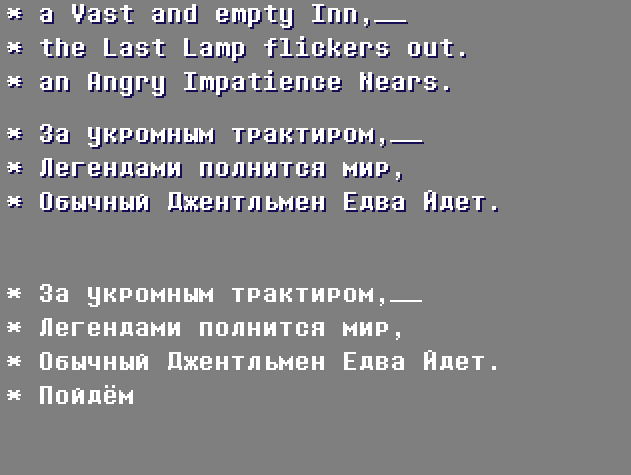 * a Vast and empty Inn,__
* the Last Lamp flickers out.
* an Angry Impatience Nears.
* За укромным трактиром,__
* Легендами полнится мир,
* Обычный Джентльмен Едва Йдет.
* За укромным трактиром,__
* Легендами полнится мир,
* Обычный Джентльмен Едва Йдет.
* Пойдём